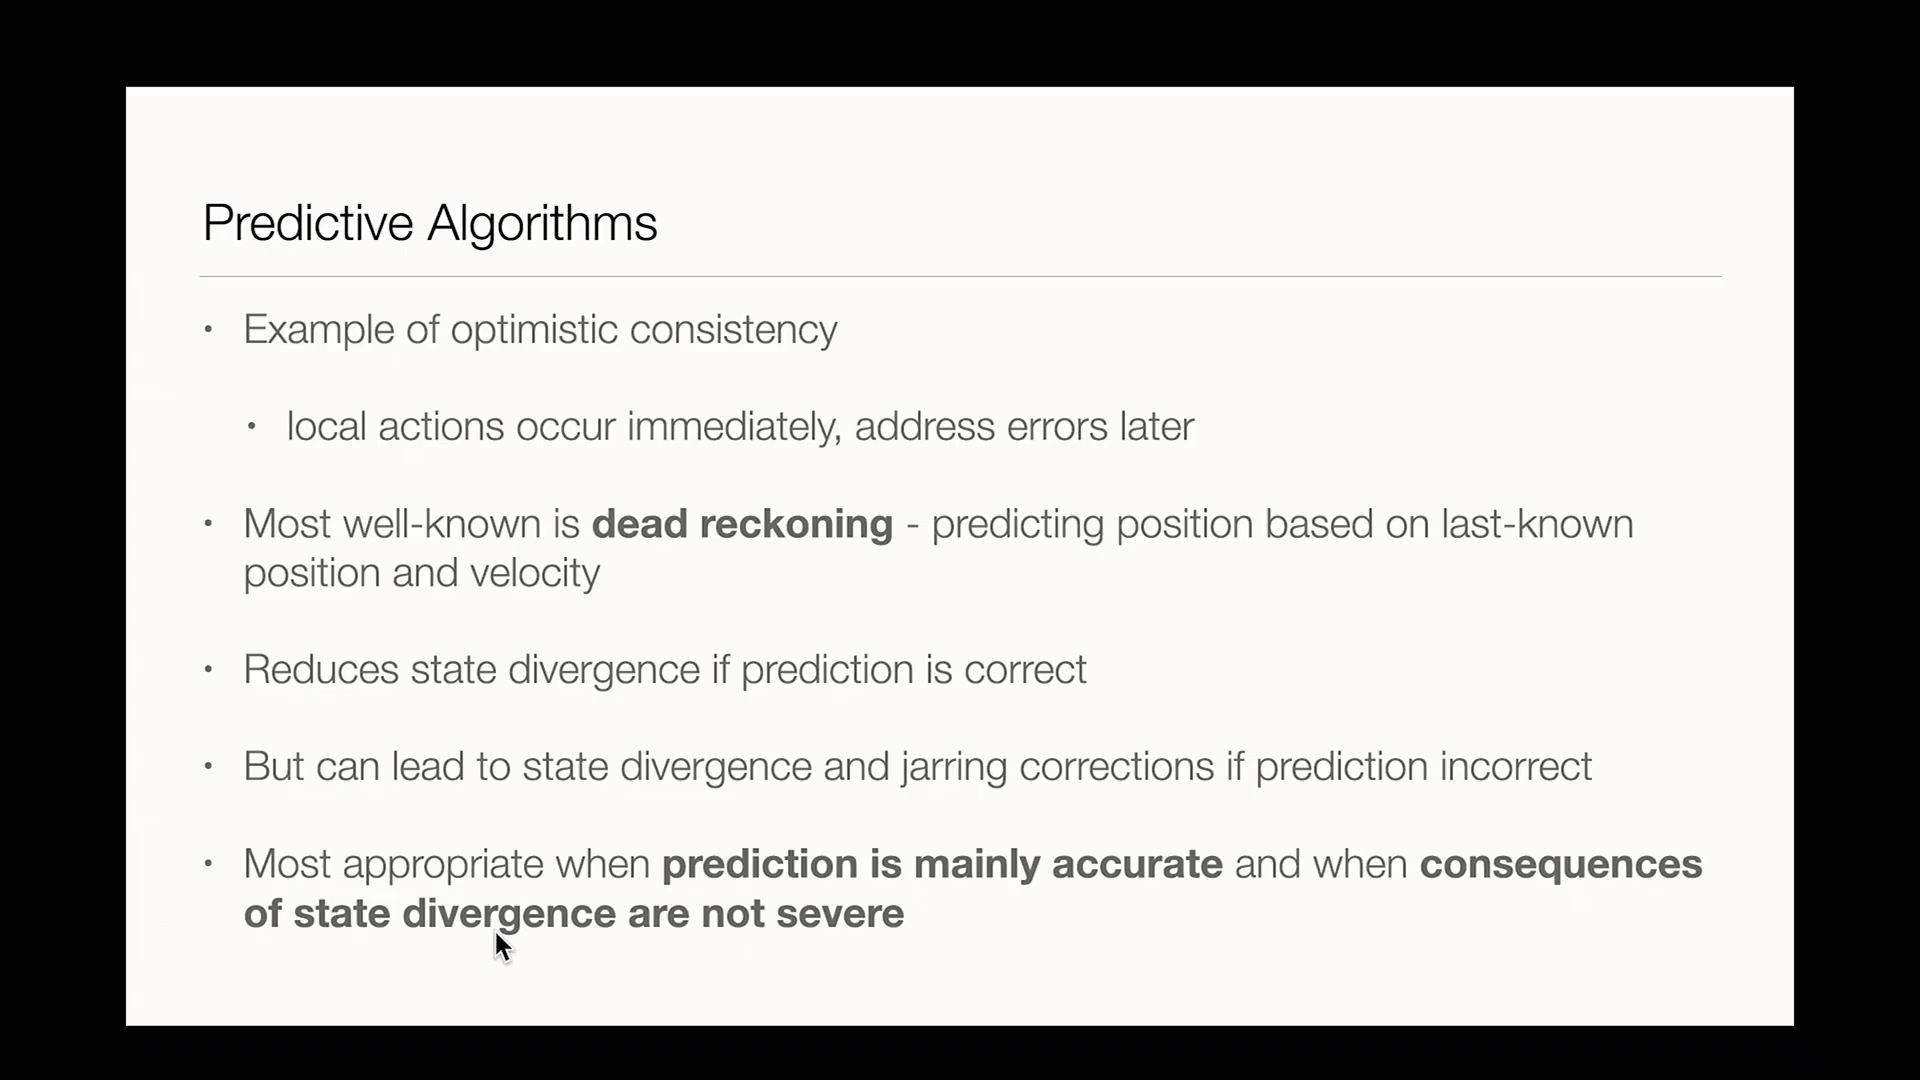 Predictive Algorithms
• Example of optimistic consistency
• local actions occur immediately, address errors later
• Most well-known is dead reckoning - predicting position based on last-known
position and velocity
• Reduces state divergence if prediction is correct
• But can lead to state divergence and jarring corrections if prediction incorrect
• Most appropriate when prediction is mainly accurate and when consequences
of state divergence are not severe